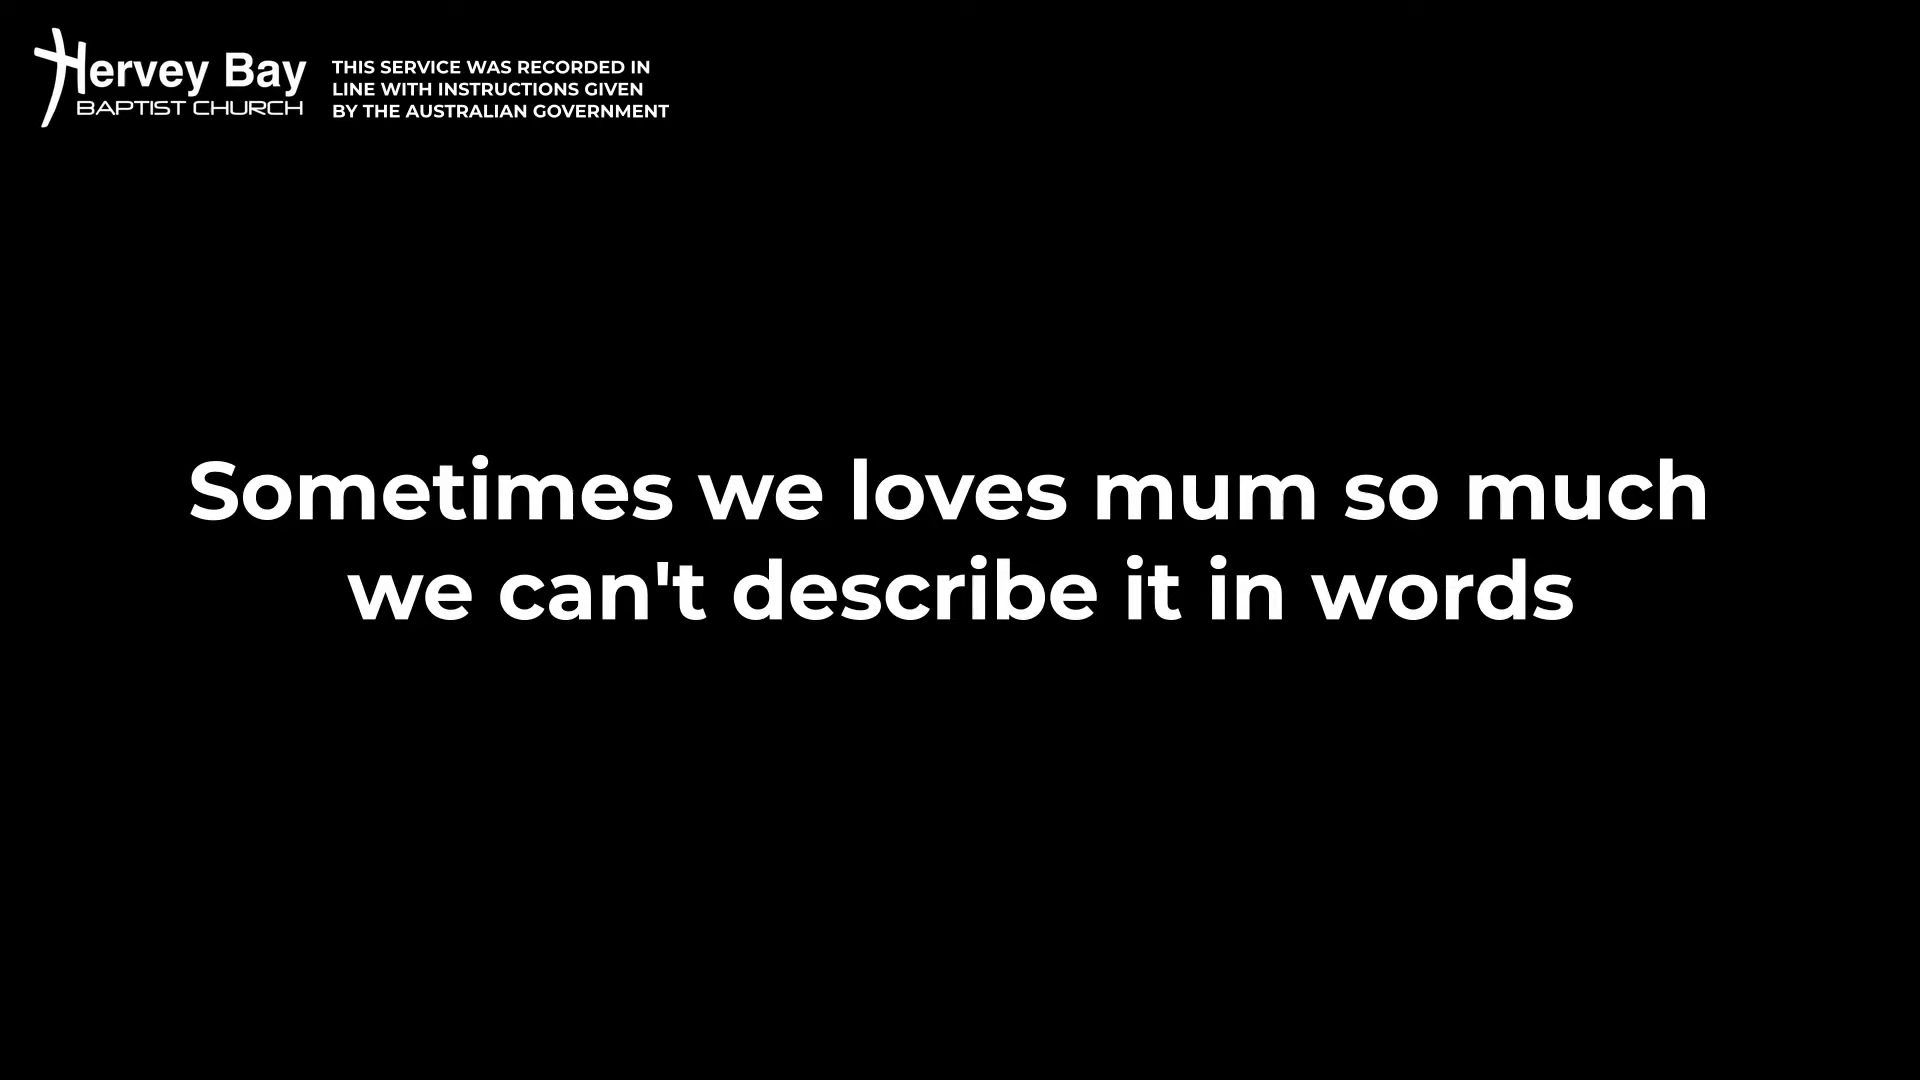 Hervey Bay
BAPTIST CHURCH
THIS SERVICE WAS RECORDED IN
LINE WITH INSTRUCTIONS GIVEN
BY THE AUSTRALIAN GOVERNMENT
Sometimes we loves mum so much
we can't describe it in words